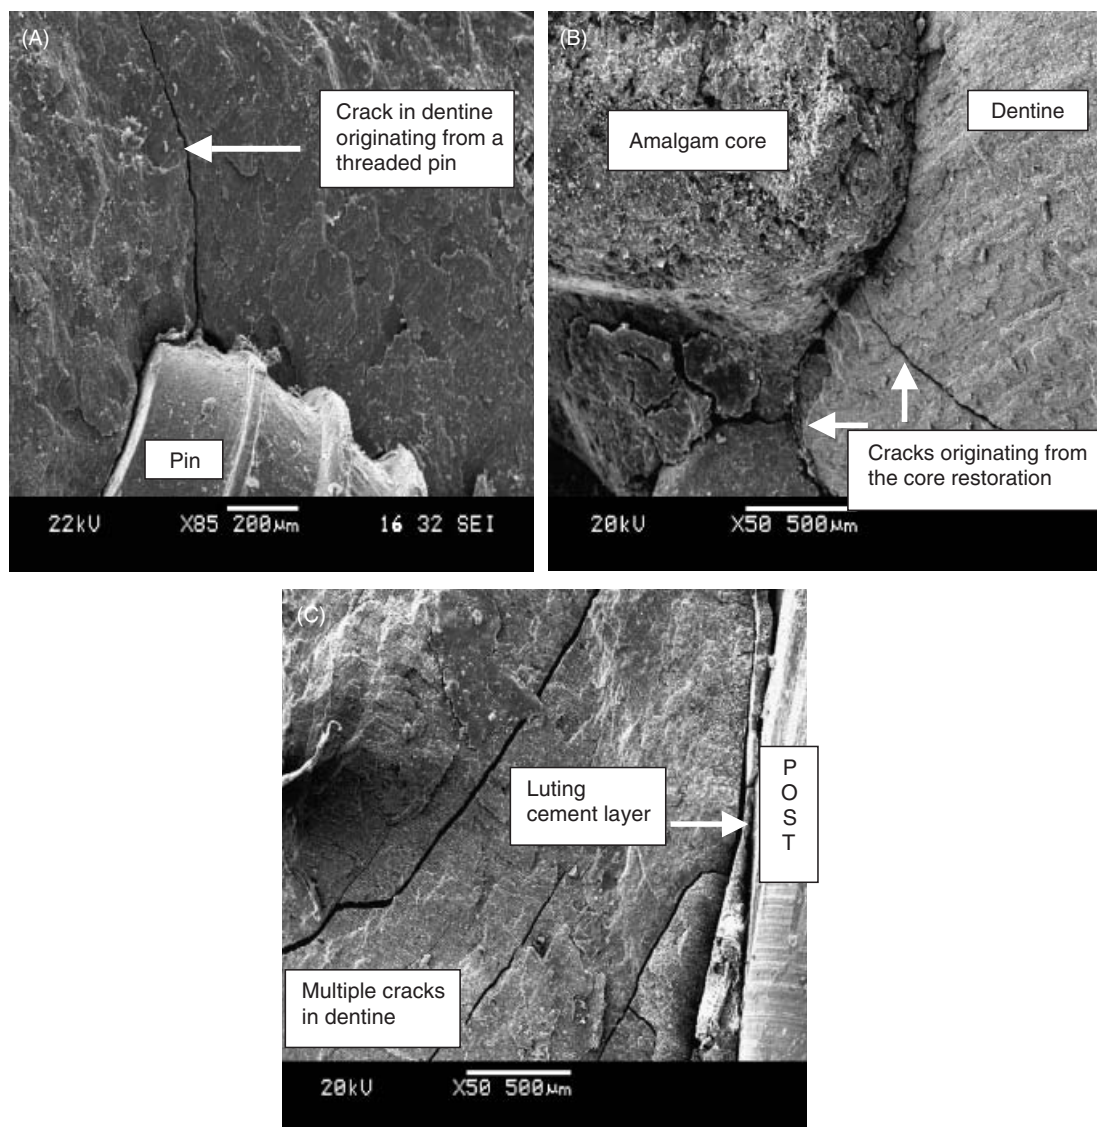 (A)
Crack in dentine
originating from a
threaded pin
Pin
22kV X85 200μm 16 32 SEI
(B)
Amalgam core
Dentine
Cracks originating from
the core restoration
20kV X50 500μm
(C)
Luting
cement layer
P
O
S
T
Multiple cracks
in dentine
20kV X50 500μm